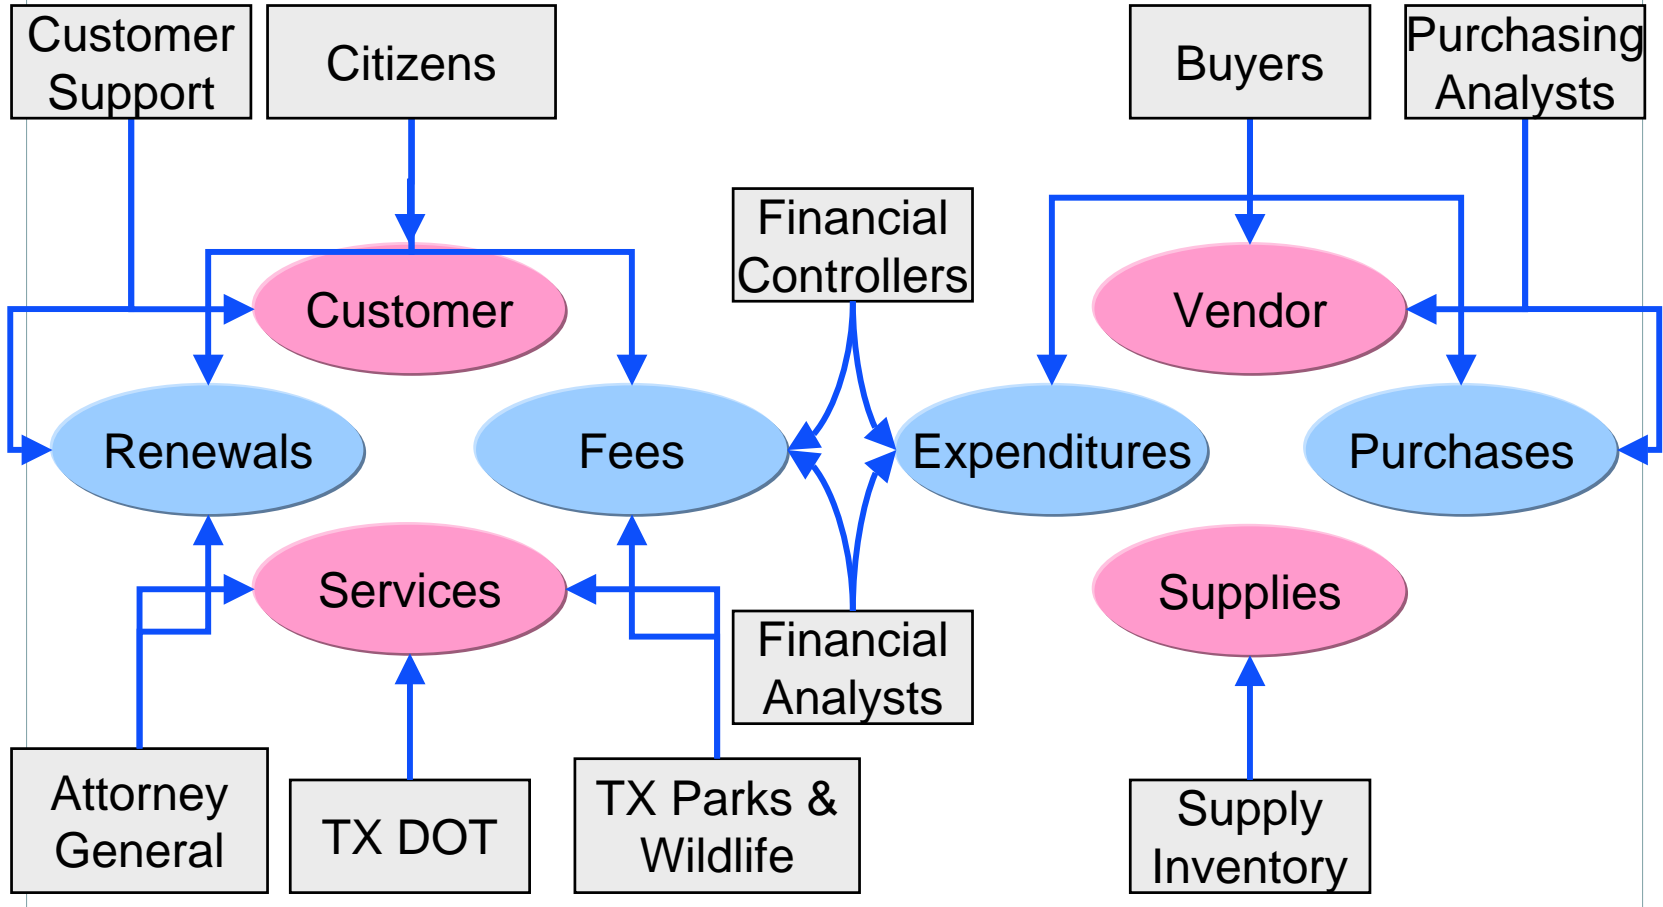 Customer
Support
Citizens
Buyers
Purchasing
Analysts
Financial
Controllers
Customer
Vendor
Renewals
Fees
Expenditures
Purchases
Services
Supplies
Financial
Analysts
Attorney
General
TX DOT
TX Parks &
Wildlife
Supply
Inventory